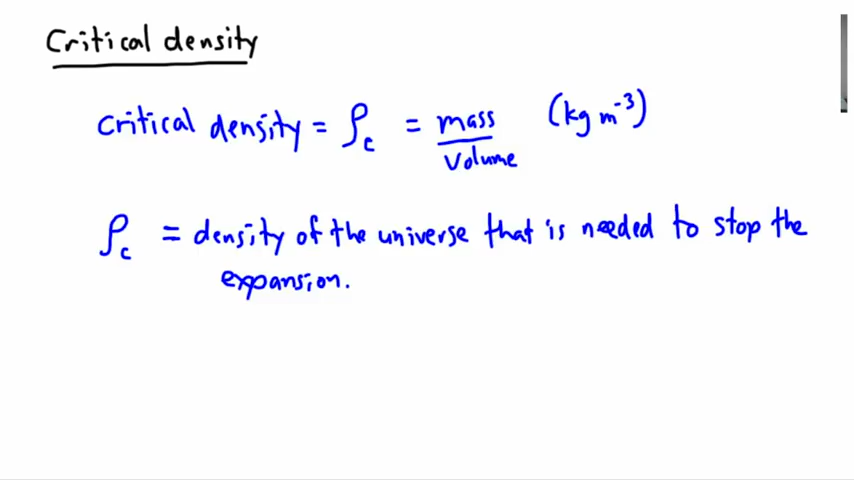 Critical density
Critical density = ρc = mass / volume (kg m⁻³)
ρc = density of the universe that is needed to stop the
expansion.